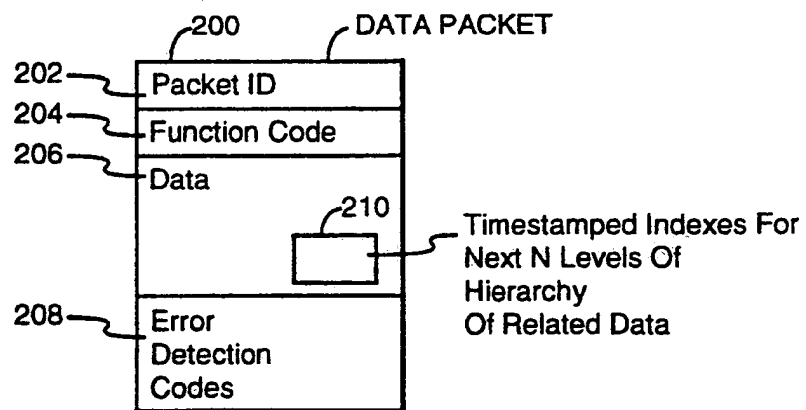 200
DATA PACKET
202
Packet ID
204
Function Code
206
Data
210
Timestamped Indexes For
Next N Levels Of
Hierarchy
Of Related Data
208
Error
Detection
Codes